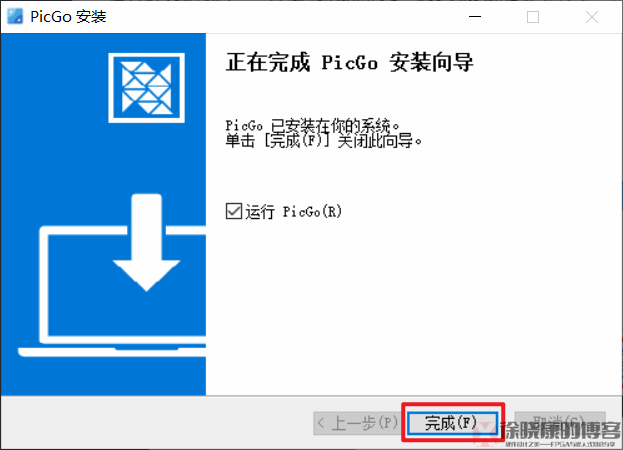 PicGo 安装
正在完成 PicGo 安装向导
PicGo 已安装在你的系统。
单击 [完成(F)] 关闭此向导。
运行 PicGo(R)
< 上一步(P)
完成(F)
取消(C)
徐晓康的博客